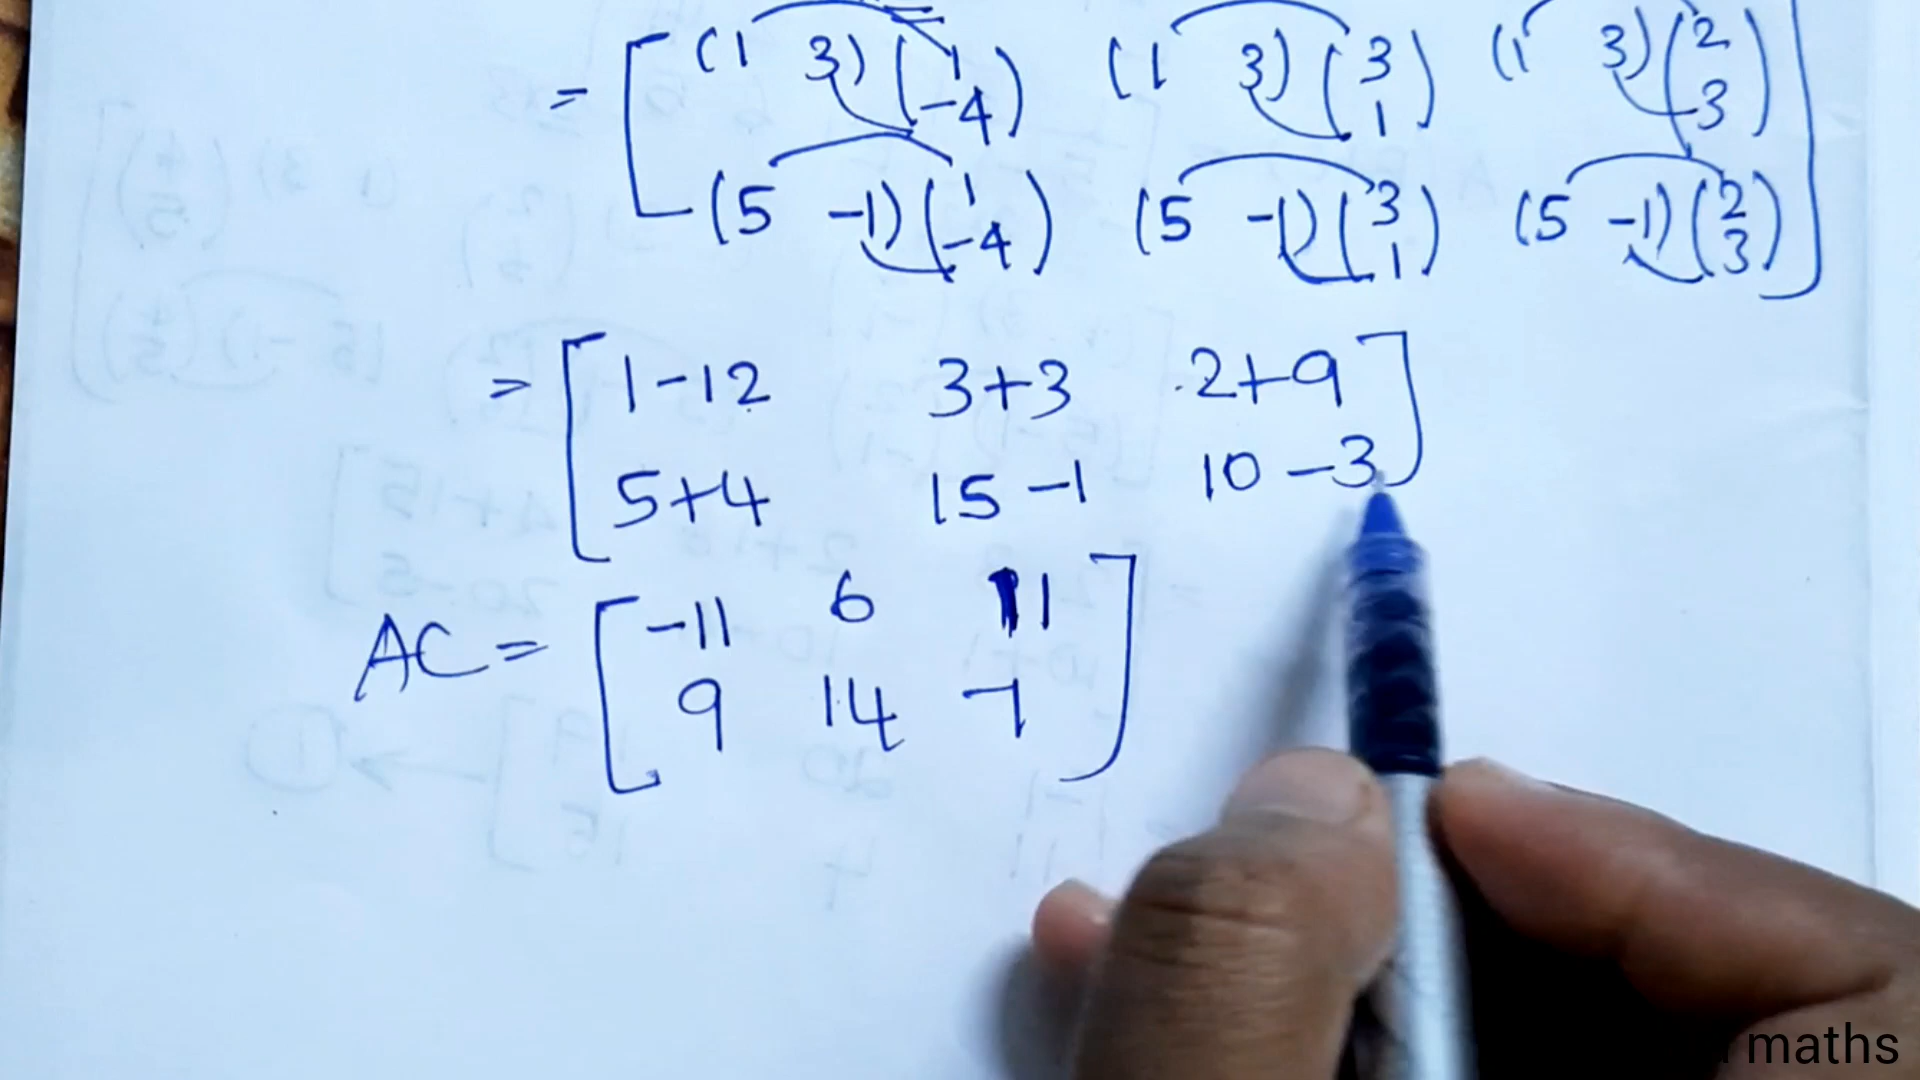 = [ (1 3) (1 -4) (1 3) (3 1) (1 3) (2 3)
(5 -1) (1 -4) (5 -1) (3 1) (5 -1) (2 3) ]
= [ 1-12 3+3 2+9
5+4 15-1 10-3 ]
AC = [ -11 6 11
9 14 7 ]
maths